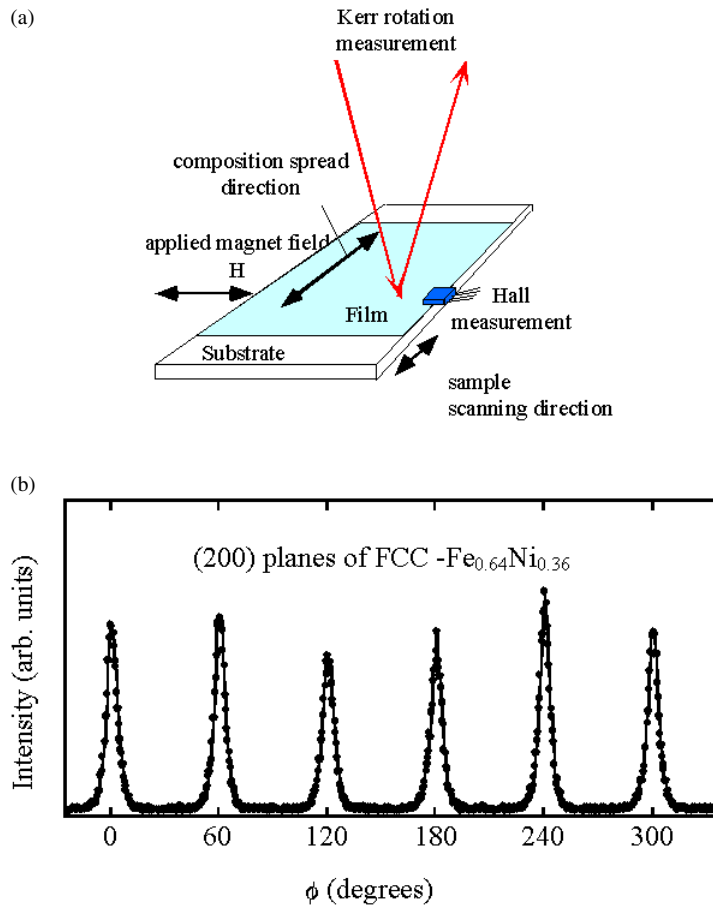 (a)
Kerr rotation
measurement
composition spread
direction
applied magnet field
H
Film
Hall
measurement
Substrate
sample
scanning direction
(b)
(200) planes of FCC -Fe0.64Ni0.36
Intensity (arb. units)
0 60 120 180 240 300
ϕ (degrees)